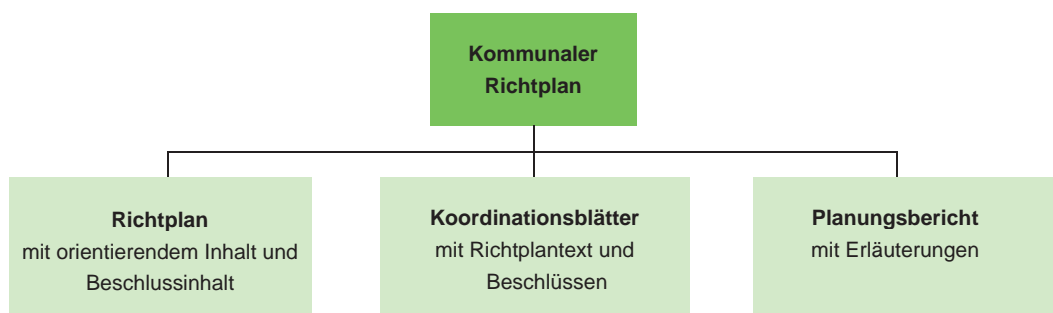 Kommunaler
Richtplan
Richtplan
mit orientierendem Inhalt und
Beschlussinhalt
Koordinationsblätter
mit Richtplantext und
Beschlüssen
Planungsbericht
mit Erläuterungen